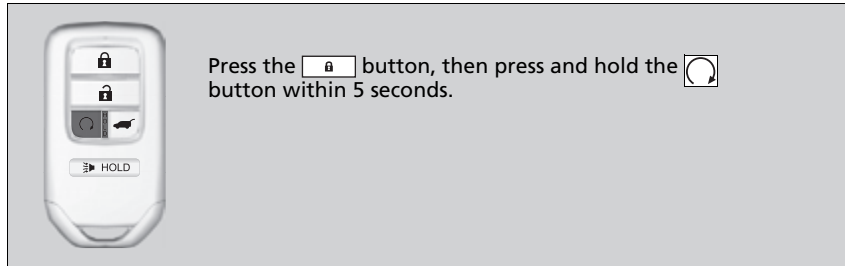 Press the button, then press and hold the
button within 5 seconds.
HOLD